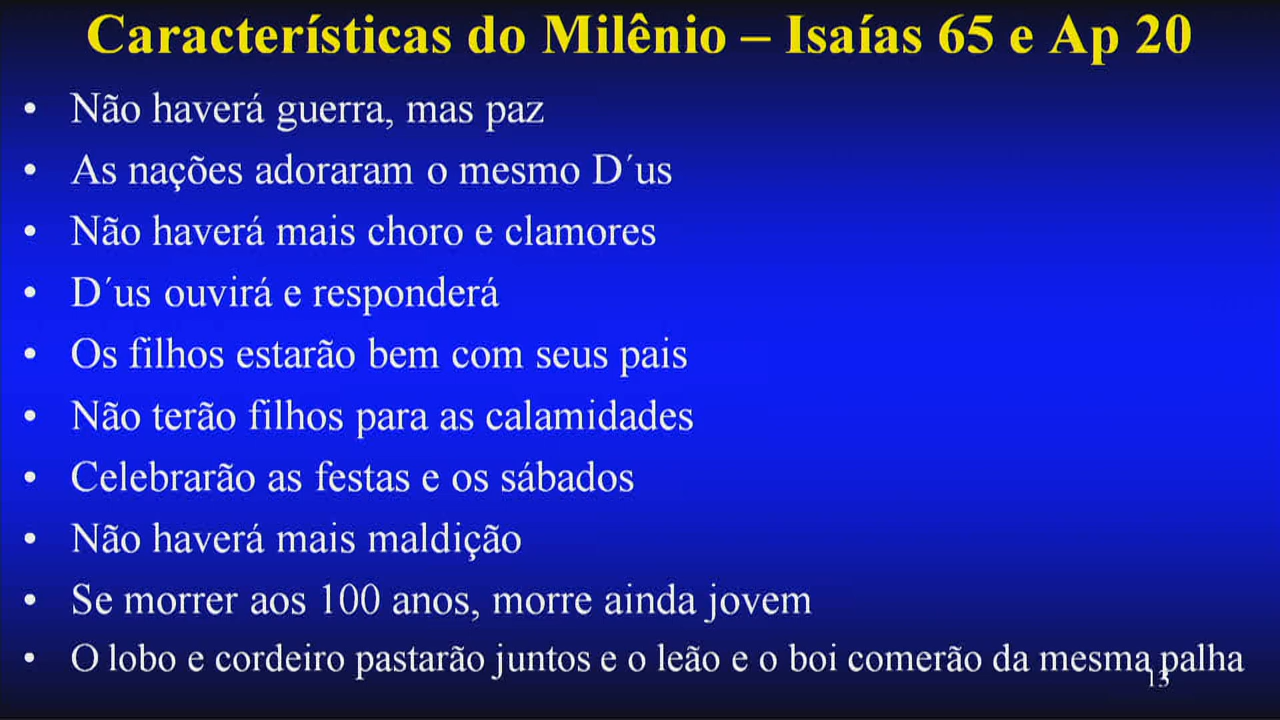 Características do Milênio – Isaías 65 e Ap 20
• Não haverá guerra, mas paz
• As nações adoraram o mesmo D´us
• Não haverá mais choro e clamores
• D´us ouvirá e responderá
• Os filhos estarão bem com seus pais
• Não terão filhos para as calamidades
• Celebrarão as festas e os sábados
• Não haverá mais maldição
• Se morrer aos 100 anos, morre ainda jovem
• O lobo e cordeiro pastarão juntos e o leão e o boi comerão da mesma palha